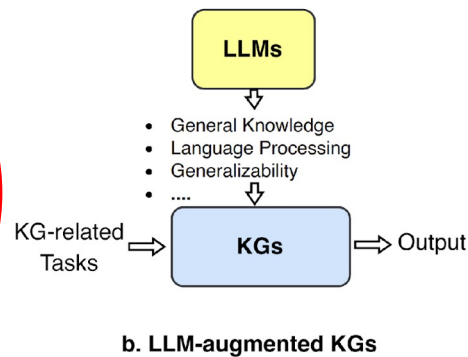 LLMs
• General Knowledge
• Language Processing
• Generalizability
• ....
KG-related
Tasks
KGs
Output
b. LLM-augmented KGs